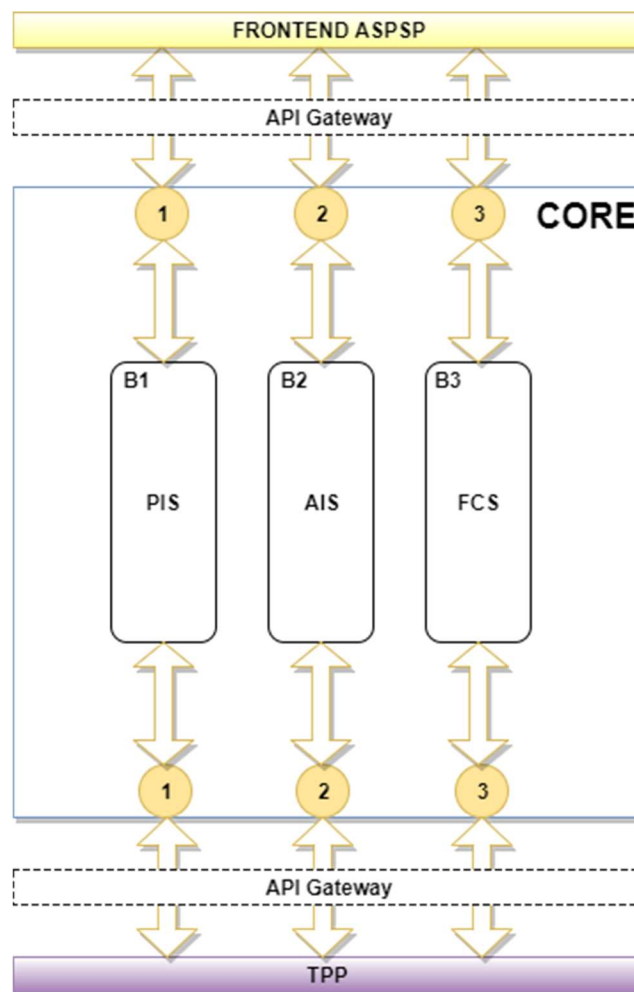 FRONTEND ASPSP
API Gateway
1 2 3 CORE
B1 B2 B3
PIS AIS FCS
1 2 3
API Gateway
TPP